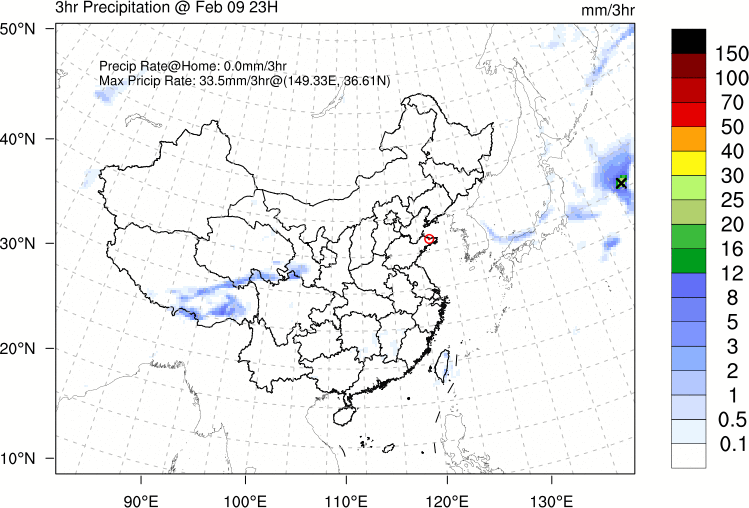 3hr Precipitation @ Feb 09 23H
mm/3hr
Precip Rate@Home: 0.0mm/3hr
Max Pricip Rate: 33.5mm/3hr@(149.33E, 36.61N)
50°N
40°N
30°N
20°N
10°N
90°E
100°E
110°E
120°E
130°E
150
100
70
50
40
30
25
20
16
12
8
5
3
2
1
0.5
0.1